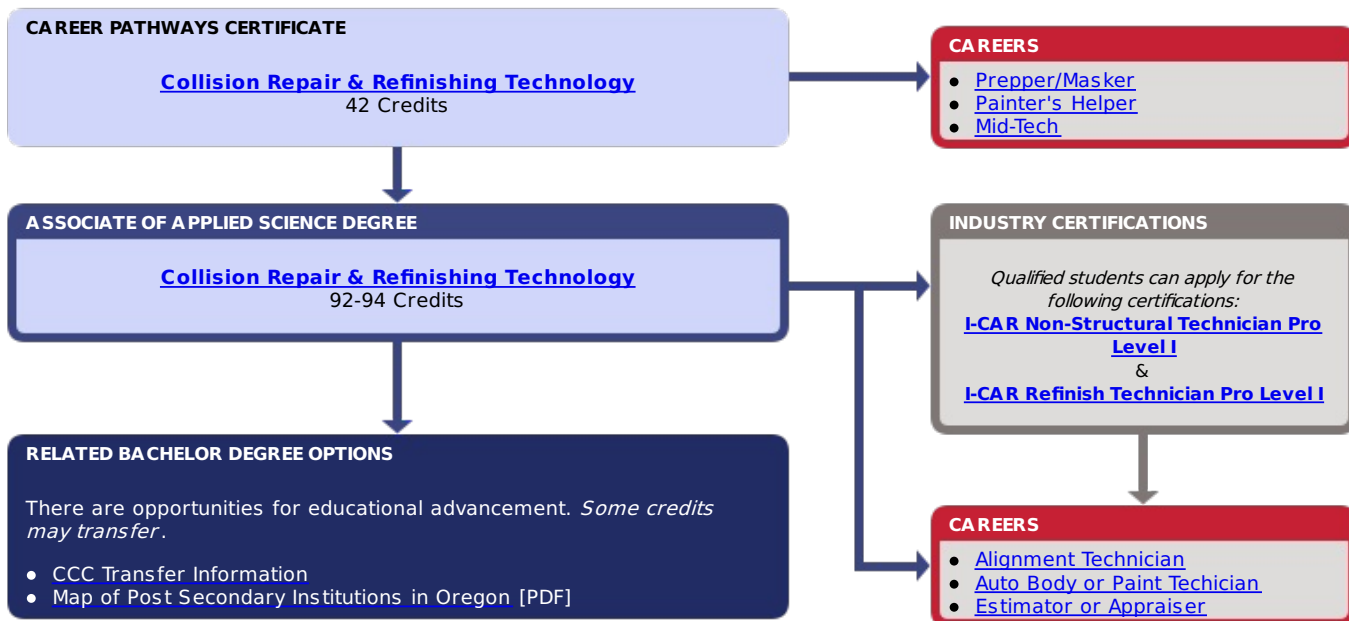 CAREER PATHWAYS CERTIFICATE
Collision Repair & Refinishing Technology
42 Credits
CAREERS
● Prepper/Masker
● Painter's Helper
● Mid-Tech
ASSOCIATE OF APPLIED SCIENCE DEGREE
Collision Repair & Refinishing Technology
92-94 Credits
INDUSTRY CERTIFICATIONS
Qualified students can apply for the
following certifications:
I-CAR Non-Structural Technician Pro
Level I
&
I-CAR Refinish Technician Pro Level I
RELATED BACHELOR DEGREE OPTIONS
There are opportunities for educational advancement. Some credits
may transfer.
● CCC Transfer Information
● Map of Post Secondary Institutions in Oregon [PDF]
CAREERS
● Alignment Technician
● Auto Body or Paint Techician
● Estimator or Appraiser